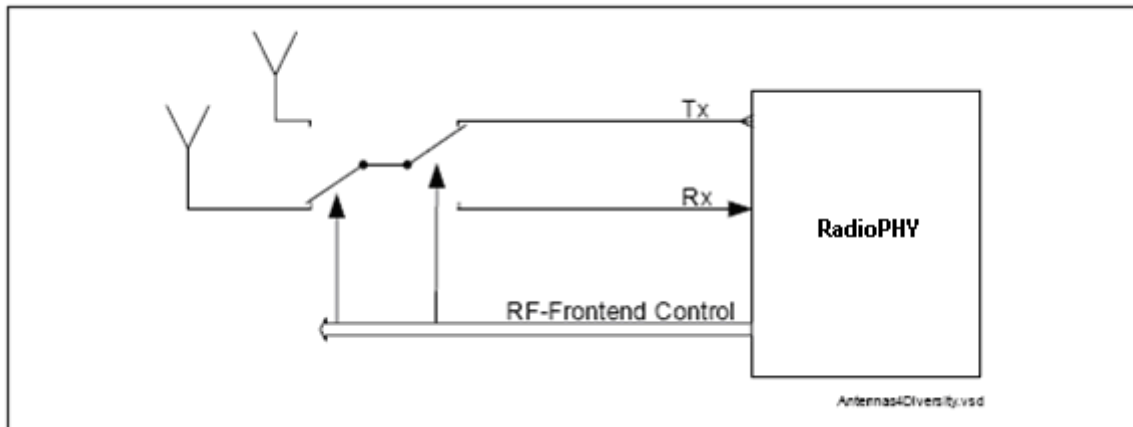 Tx
Rx
RadioPHY
RF-Frontend Control
Antennas4Diversity.vsd